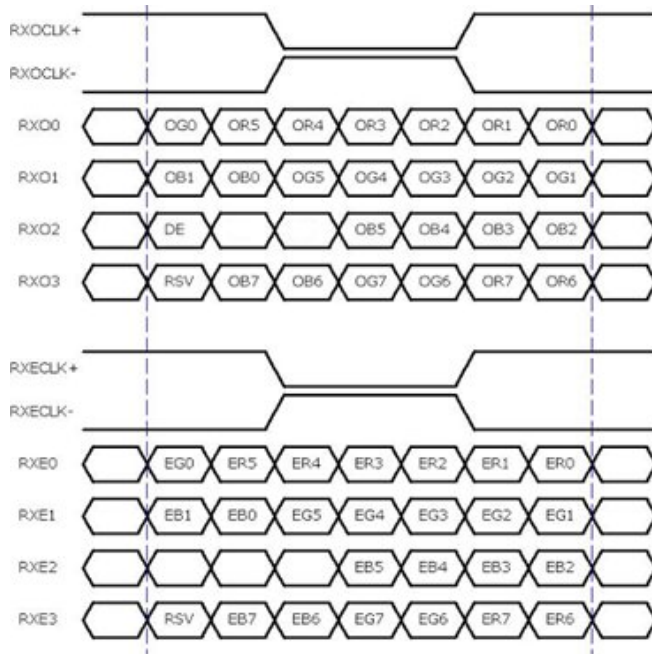 RXOCLK+
RXOCLK-
RXO0 OG0 OR5 OR4 OR3 OR2 OR1 OR0
RXO1 OB1 OB0 OG5 OG4 OG3 OG2 OG1
RXO2 DE OB5 OB4 OB3 OB2
RXO3 RSV OB7 OB6 OG7 OG6 OR7 OR6
RXECLK+
RXECLK-
RXE0 EG0 ER5 ER4 ER3 ER2 ER1 ER0
RXE1 EB1 EB0 EG5 EG4 EG3 EG2 EG1
RXE2 EB5 EB4 EB3 EB2
RXE3 RSV EB7 EB6 EG7 EG6 ER7 ER6